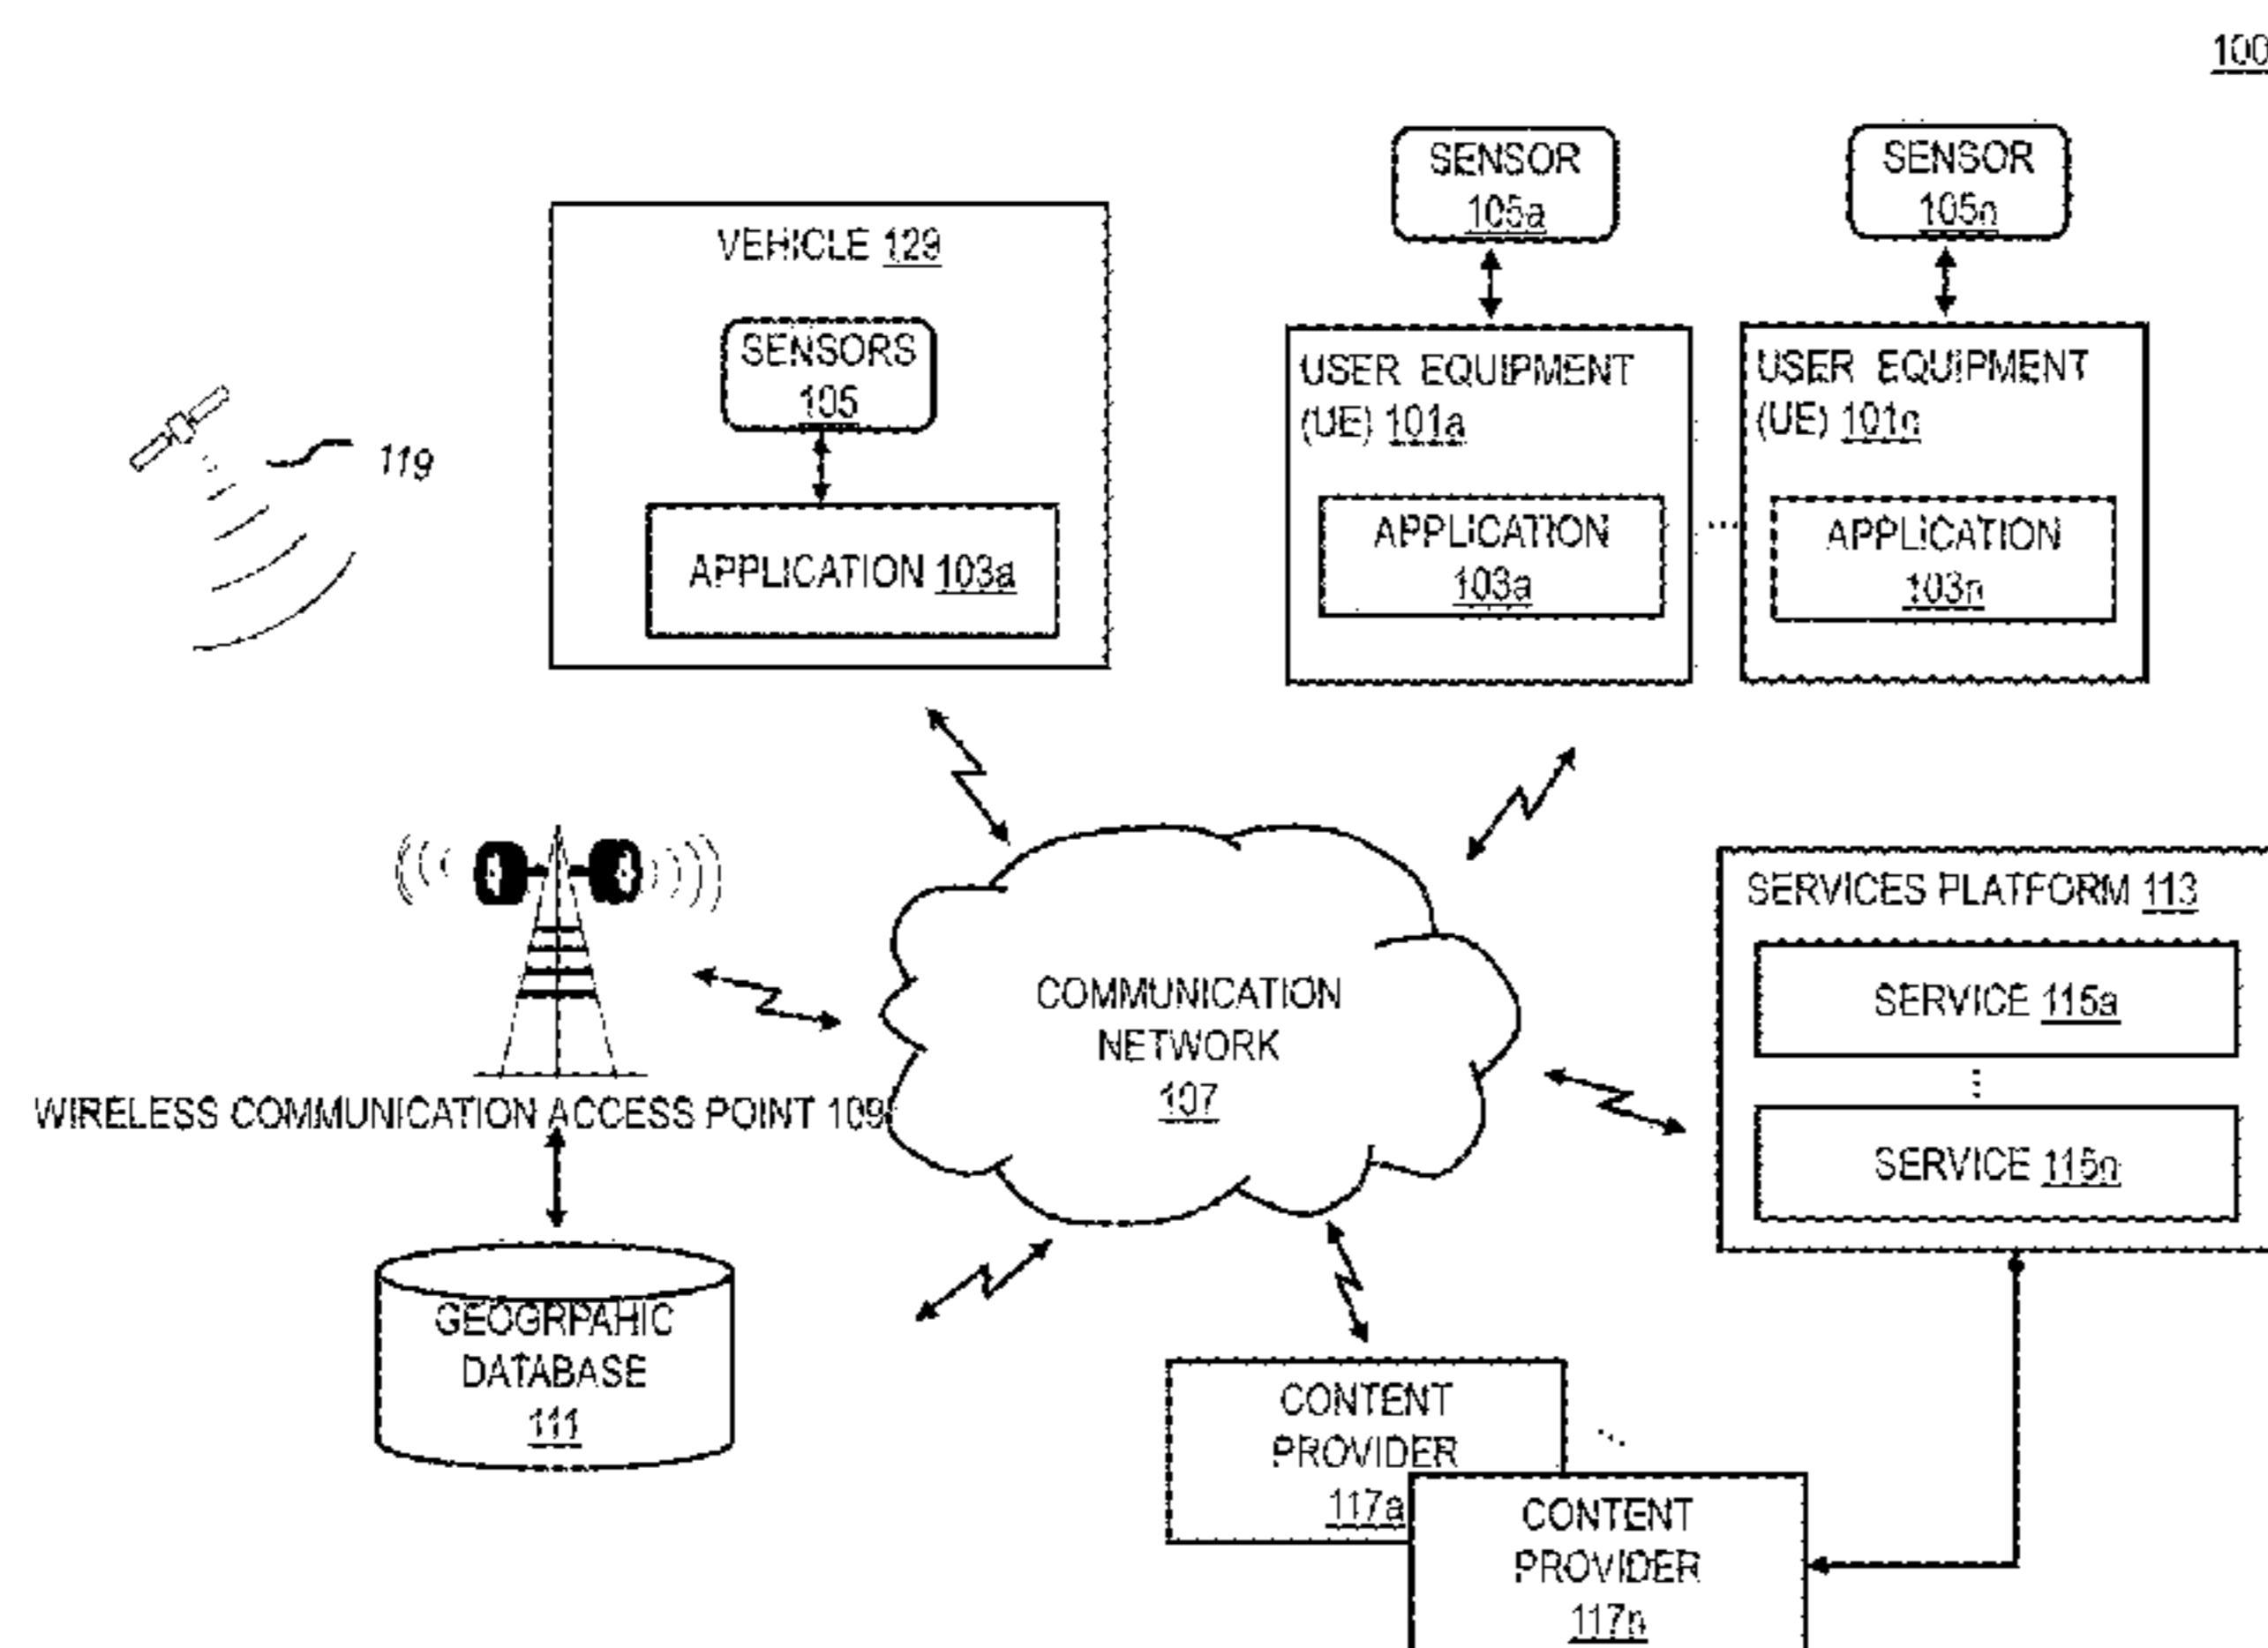 100
SENSOR
105a
SENSOR
105n
VEHICLE 129
SENSORS
105
APPLICATION 103a
USER EQUIPMENT
(UE) 101a
APPLICATION
103a
...
USER EQUIPMENT
(UE) 101n
APPLICATION
103n
119
WIRELESS COMMUNICATION ACCESS POINT 109
COMMUNICATION
NETWORK
107
SERVICES PLATFORM 113
SERVICE 115a
...
SERVICE 115n
GEOGRPAHIC
DATABASE
111
CONTENT
PROVIDER
117a
...
CONTENT
PROVIDER
117n